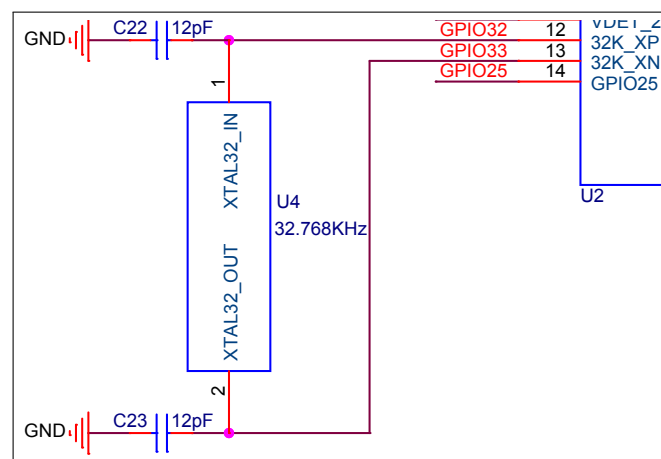 C22 12pF
GND
1
XTAL32_IN
XTAL32_OUT
2
U4
32.768KHz
C23 12pF
GND
VDET_2
GPIO32 12 32K_XP
GPIO33 13 32K_XN
GPIO25 14 GPIO25
U2